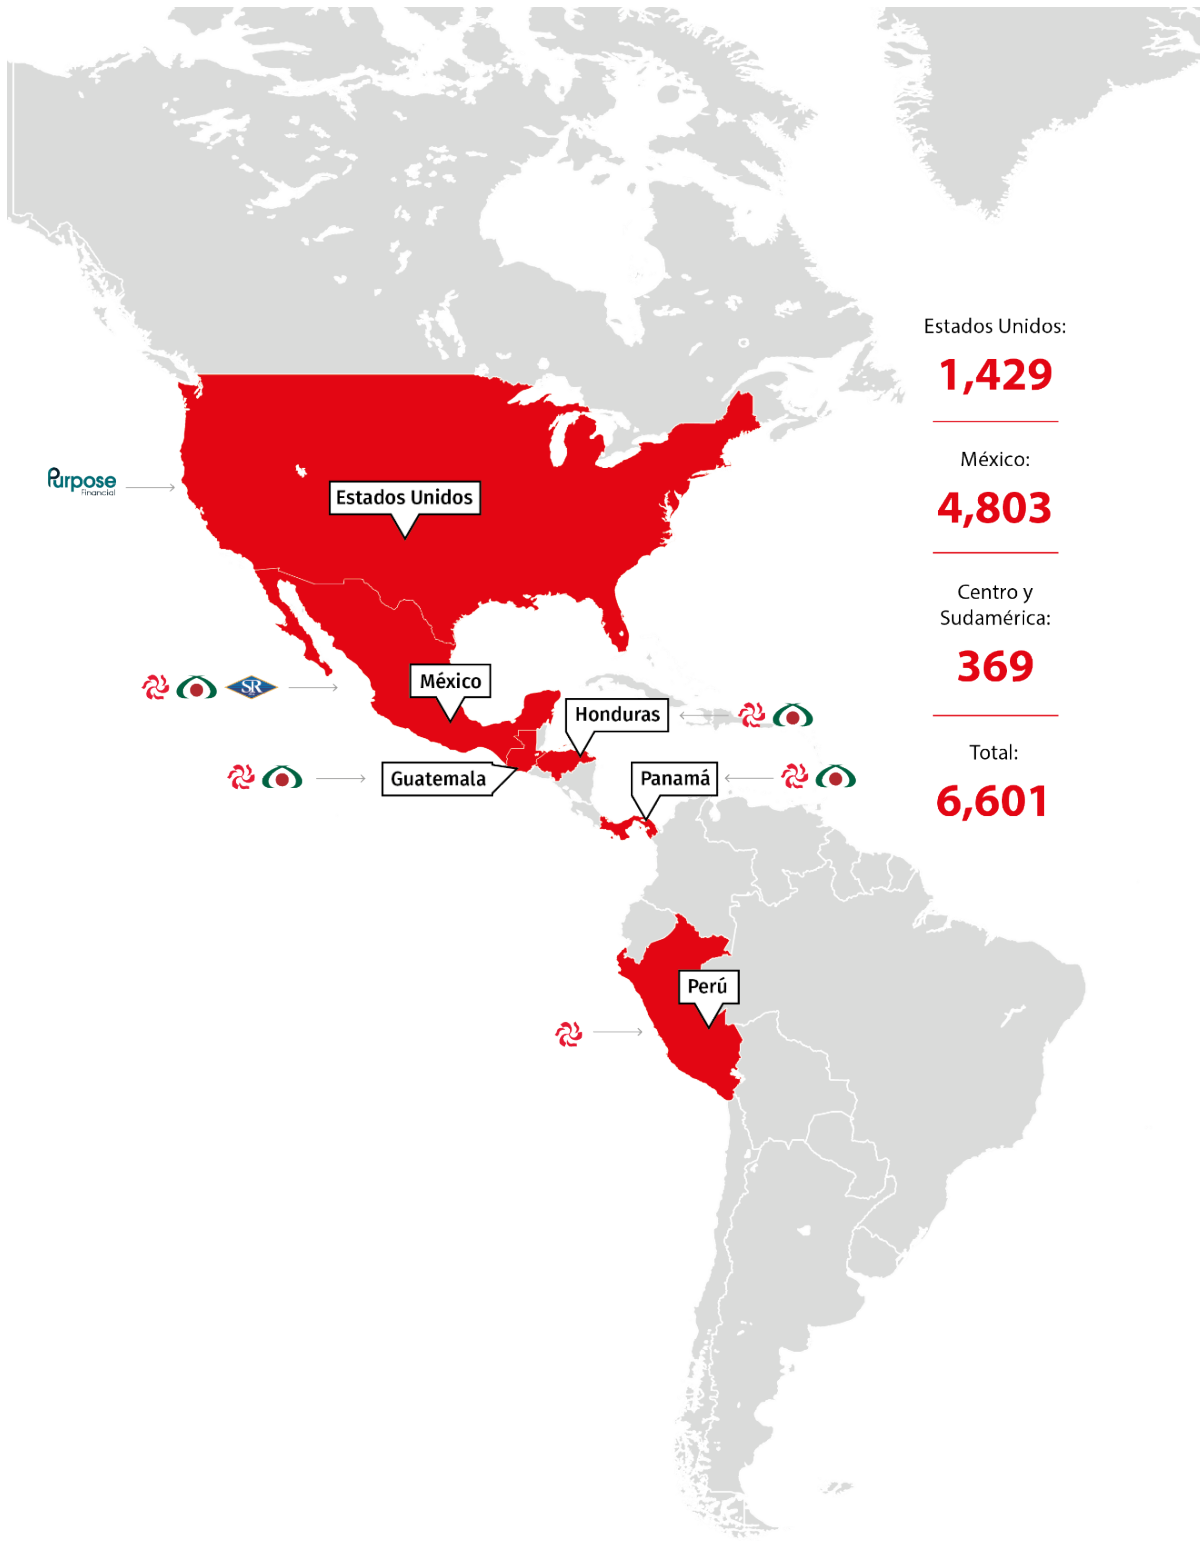 Estados Unidos:
1,429
México:
4,803
Centro y
Sudamérica:
369
Total:
6,601
Purpose
Financial
Estados Unidos
México
SR
Honduras
Guatemala
Panamá
Perú